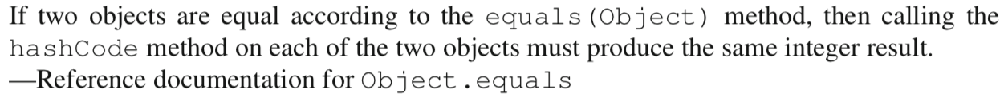 If two objects are equal according to the equals(Object) method, then calling the
hashCode method on each of the two objects must produce the same integer result.
—Reference documentation for Object.equals